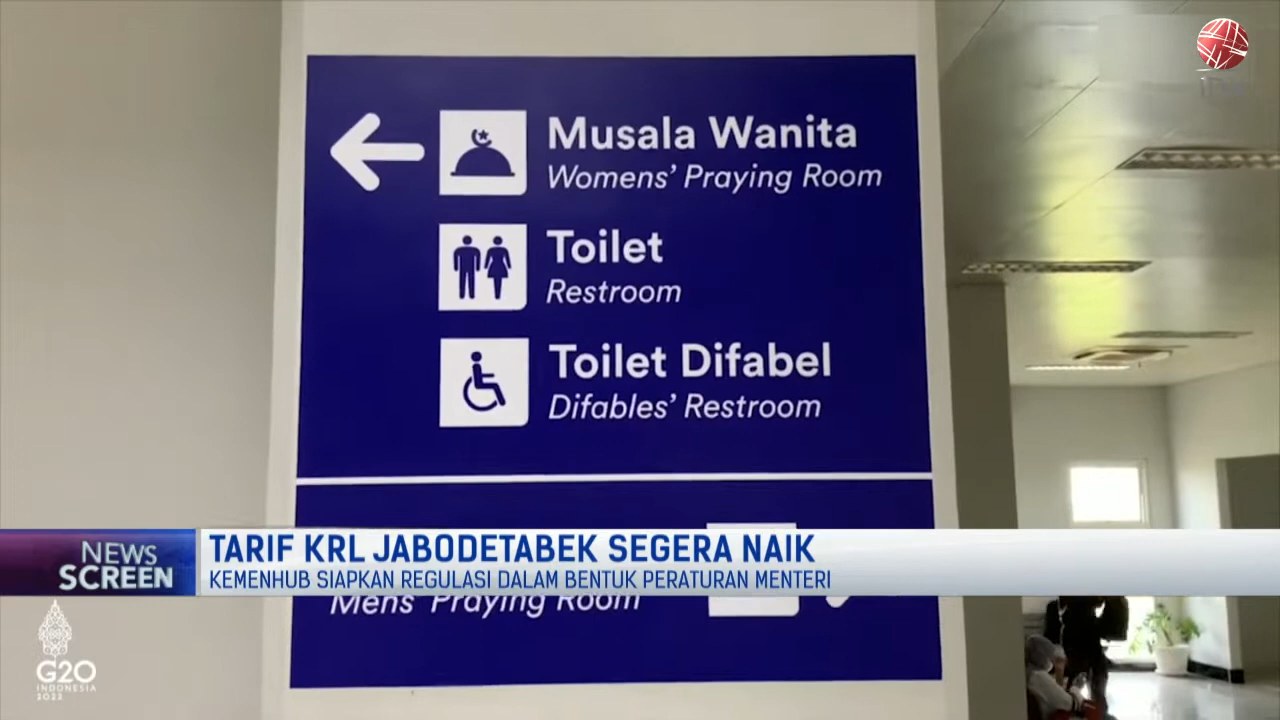 Musala Wanita
Womens' Praying Room
Toilet
Restroom
Toilet Difabel
Difables' Restroom
NEWS
SCREEN
TARIF KRL JABODETABEK SEGERA NAIK
KEMENHUB SIAPKAN REGULASI DALAM BENTUK PERATURAN MENTERI
Mens' Praying Room
G20
INDONESIA
2022